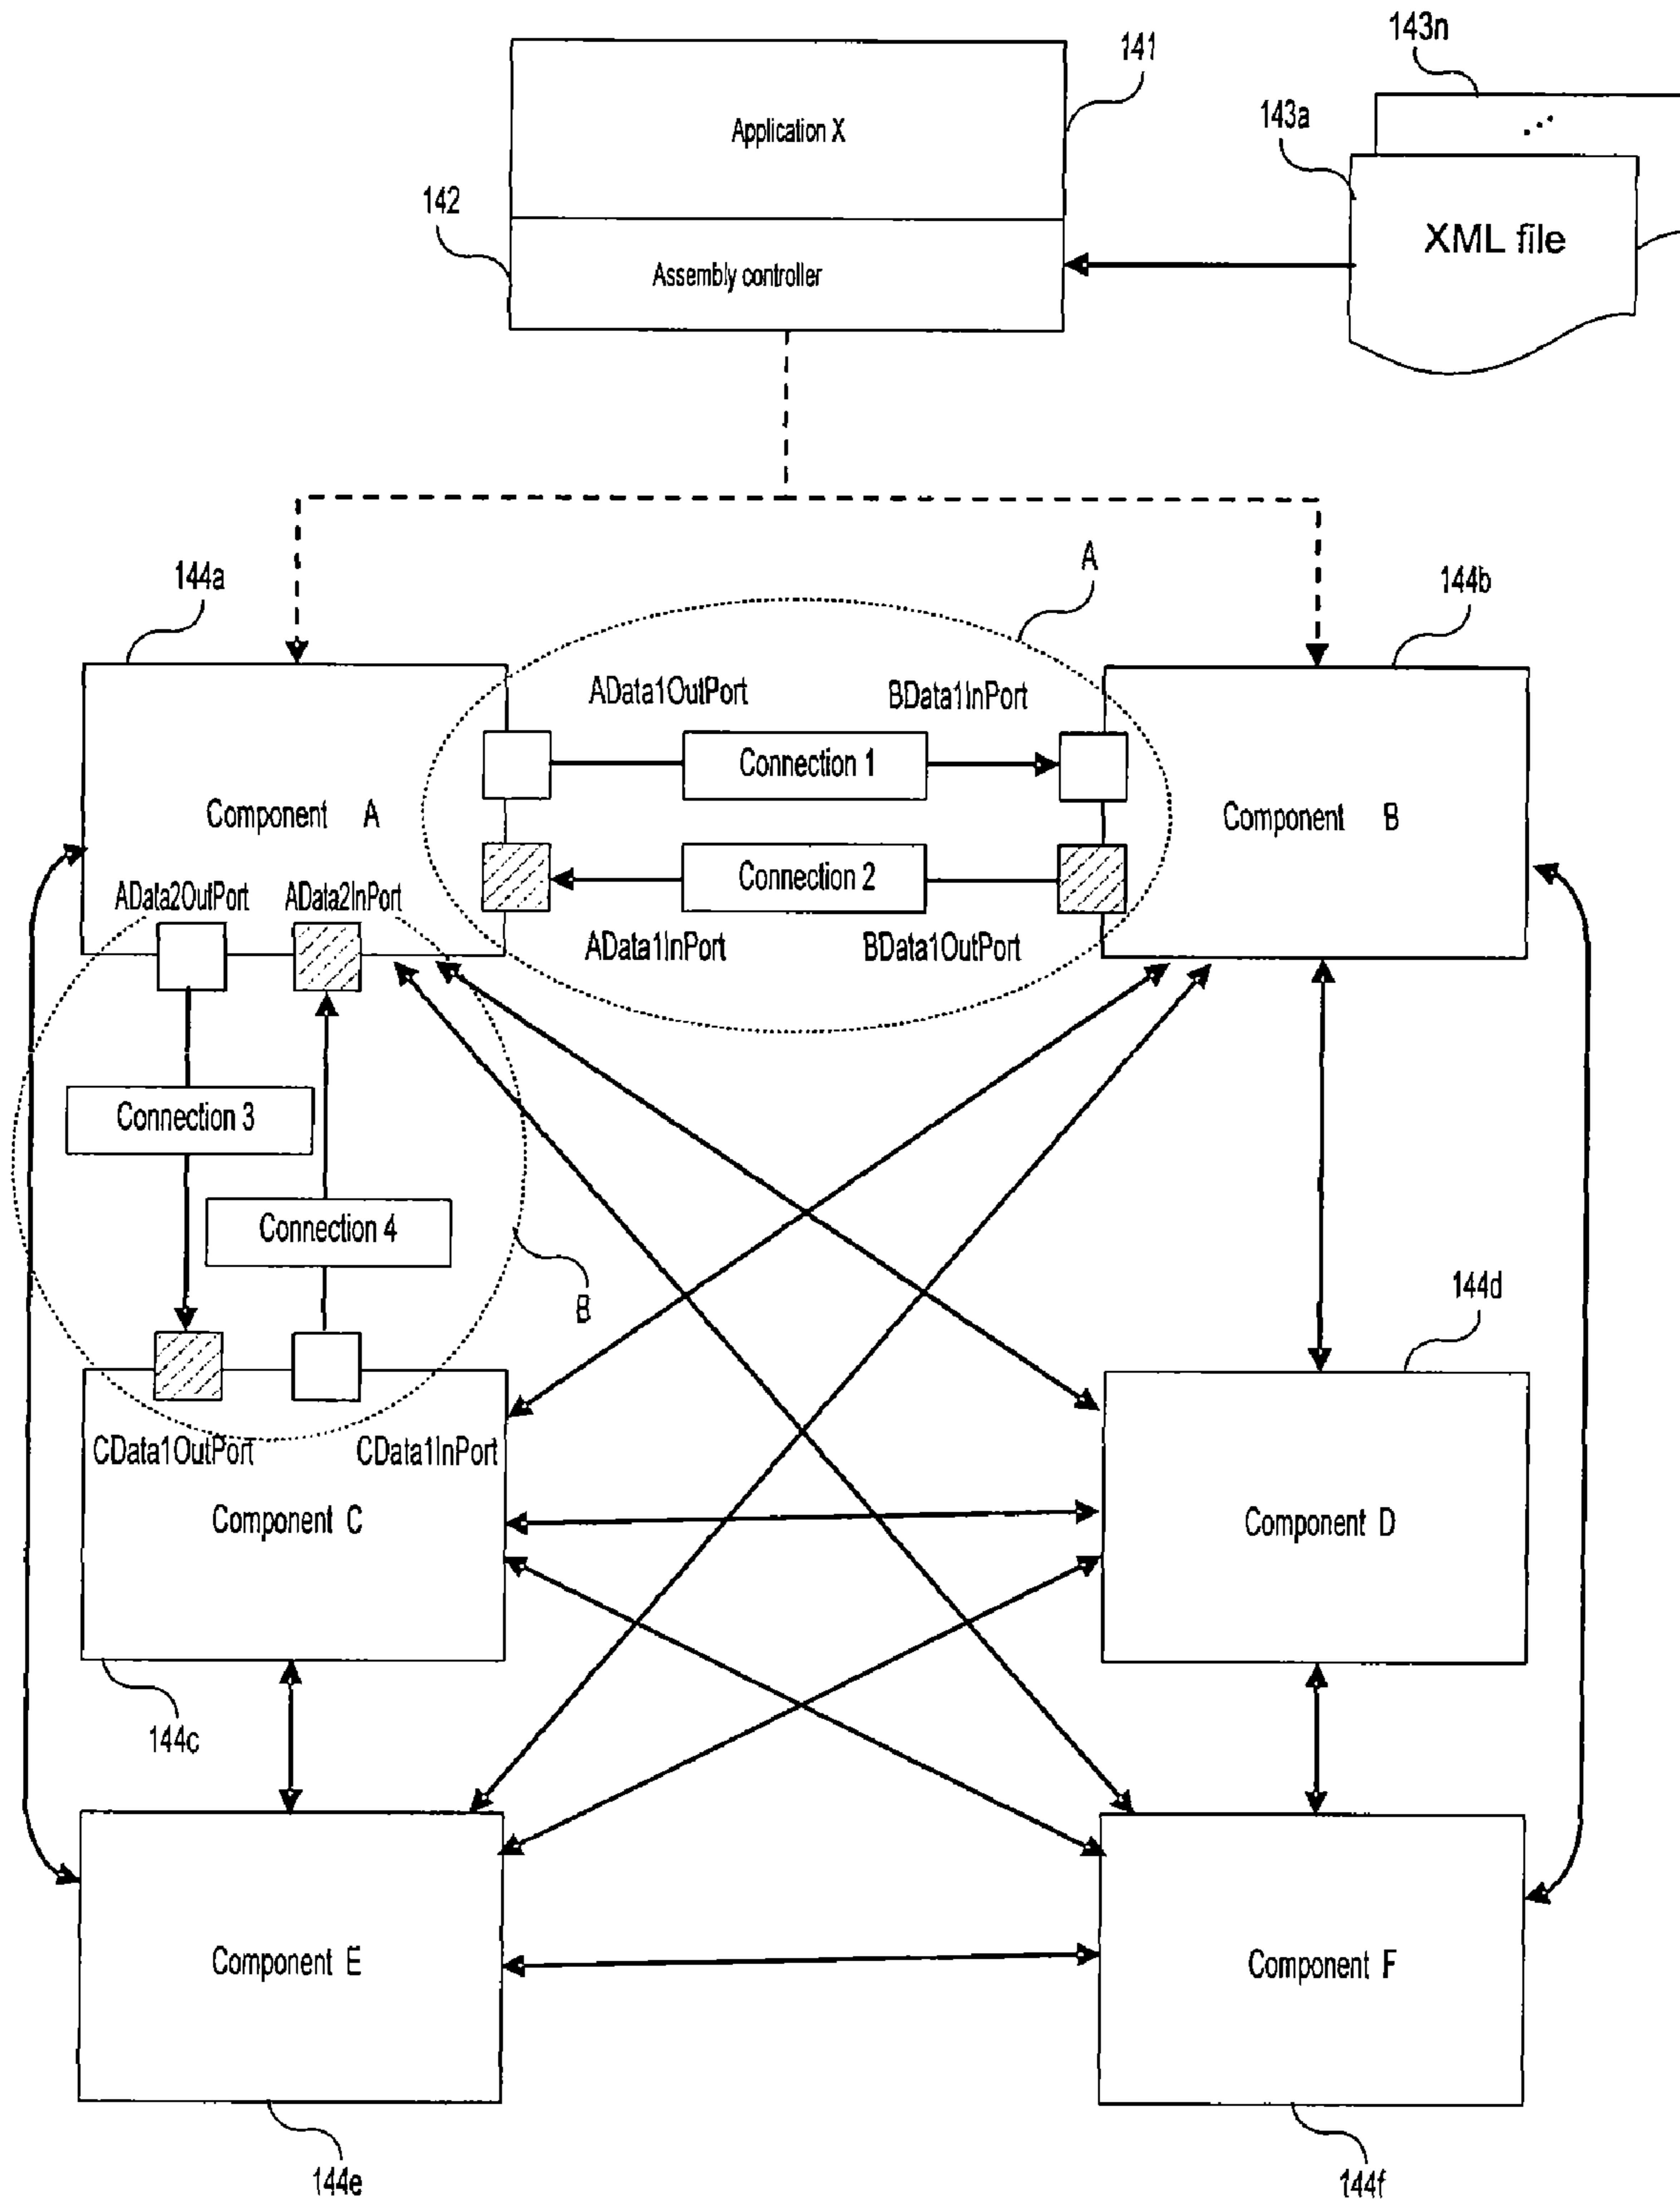 143n
141
143a
Application X
142
XML file
Assembly controller
A
144a
144b
AData1OutPort
BData1InPort
Connection 1
Component A
Component B
Connection 2
AData2OutPort
AData2InPort
AData1InPort
BData1OutPort
Connection 3
Connection 4
B
144d
CData1OutPort
CData1InPort
Component C
Component D
144c
Component E
Component F
144e
144f